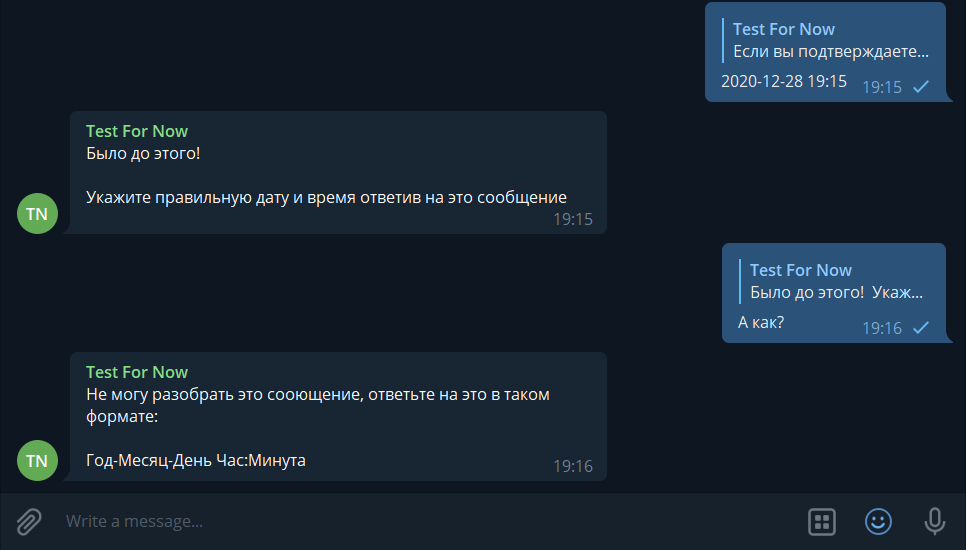 Test For Now
Если вы подтверждаете...
2020-12-28 19:15
19:15
Test For Now
Было до этого!
Укажите правильную дату и время ответив на это сообщение
TN
19:15
Test For Now
Было до этого! Укаж...
А как?
19:16
Test For Now
Не могу разобрать это сооющение, ответьте на это в таком
формате:
Год-Месяц-День Час:Минута
TN
19:16
Write a message...